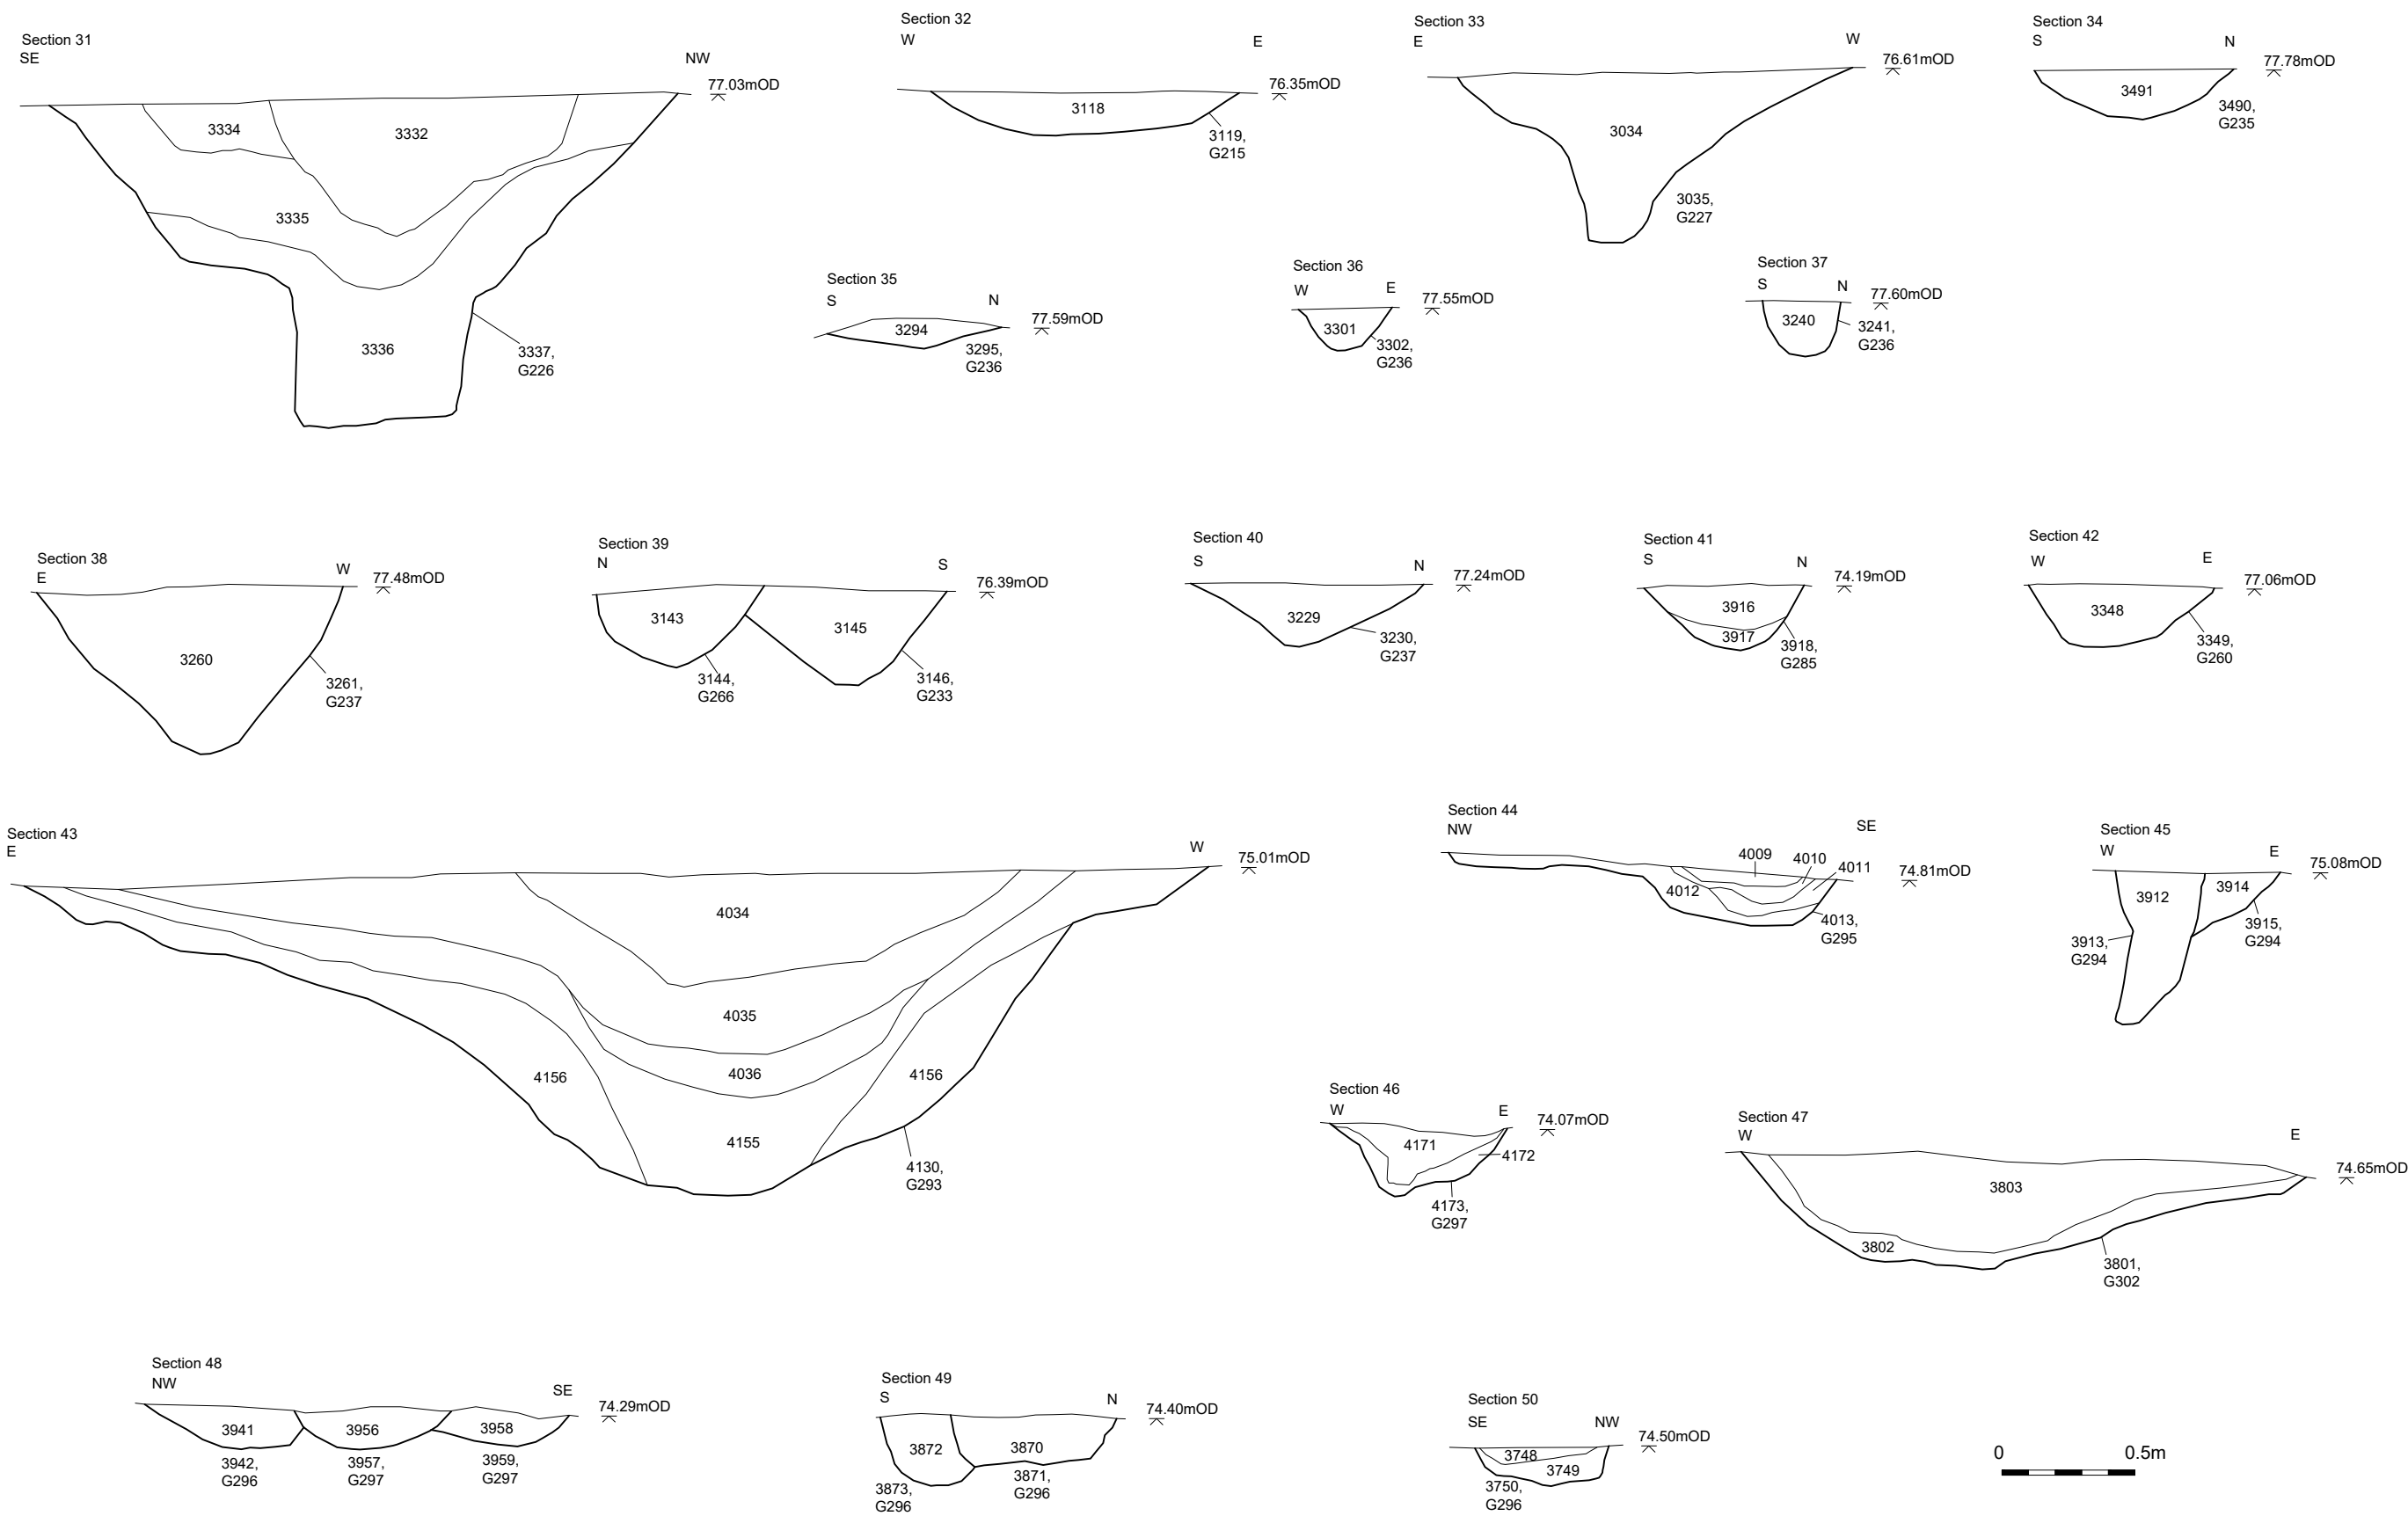 Section 31
SE
NW
77.03mOD
3334
3332
3335
3336
3337,
G226
Section 32
W
E
76.35mOD
3118
3119,
G215
Section 33
E
W
76.61mOD
3034
3035,
G227
Section 34
S
N
77.78mOD
3491
3490,
G235
Section 35
S
N
77.59mOD
3294
3295,
G236
Section 36
W
E
77.55mOD
3301
3302,
G236
Section 37
S
N
77.60mOD
3240
3241,
G236
Section 38
E
W
77.48mOD
3260
3261,
G237
Section 39
N
S
76.39mOD
3143
3145
3144,
G266
3146,
G233
Section 40
S
N
77.24mOD
3229
3230,
G237
Section 41
S
N
74.19mOD
3916
3917
3918,
G285
Section 42
W
E
77.06mOD
3348
3349,
G260
Section 43
E
W
75.01mOD
4034
4035
4036
4156
4156
4155
4130,
G293
Section 44
NW
SE
74.81mOD
4009
4010
4011
4012
4013,
G295
Section 45
W
E
75.08mOD
3912
3914
3913,
G294
3915,
G294
Section 46
W
E
74.07mOD
4171
4172
4173,
G297
Section 47
W
E
74.65mOD
3803
3802
3801,
G302
Section 48
NW
SE
74.29mOD
3941
3956
3958
3942,
G296
3957,
G297
3959,
G297
Section 49
S
N
74.40mOD
3872
3870
3873,
G296
3871,
G296
Section 50
SE
NW
74.50mOD
3748
3749
3750,
G296
0
0.5m